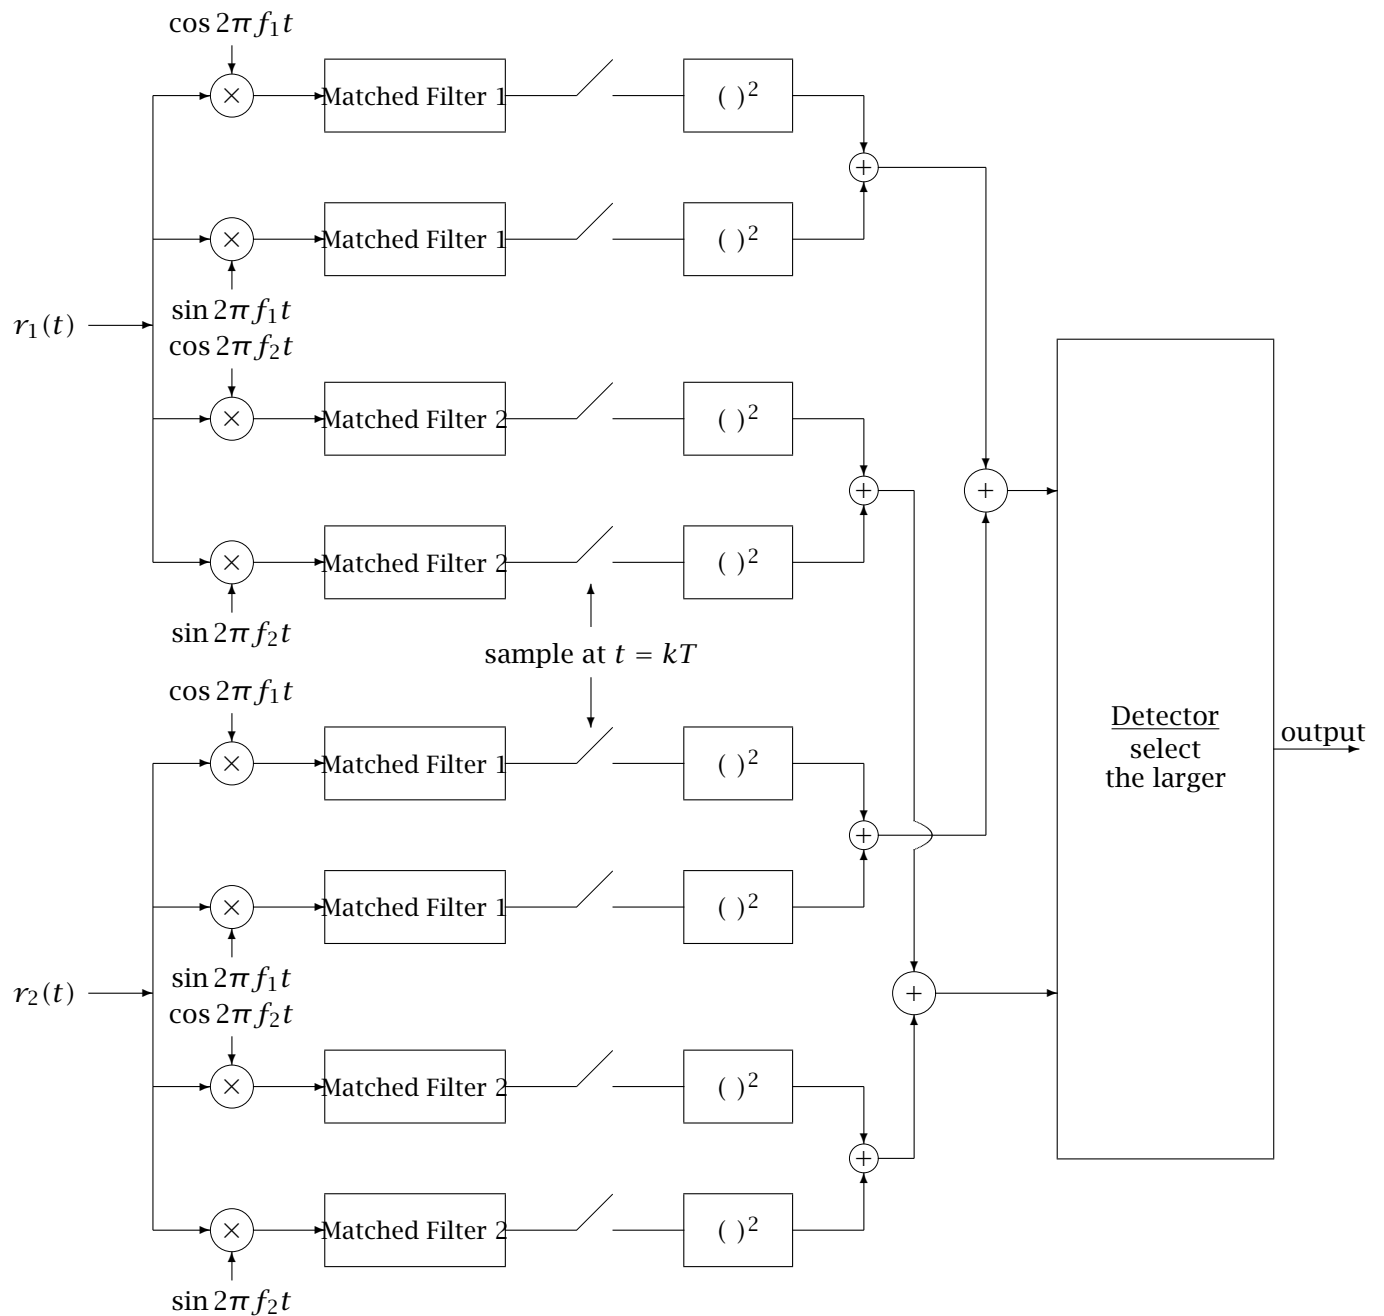 cos 2πf₁t
Matched Filter 1
( )²
Matched Filter 1
( )²
sin 2πf₁t
r₁(t)
cos 2πf₂t
Matched Filter 2
( )²
Matched Filter 2
( )²
sin 2πf₂t
sample at t = kT
cos 2πf₁t
Matched Filter 1
( )²
Detector
select
the larger
output
Matched Filter 1
( )²
sin 2πf₁t
r₂(t)
cos 2πf₂t
Matched Filter 2
( )²
Matched Filter 2
( )²
sin 2πf₂t